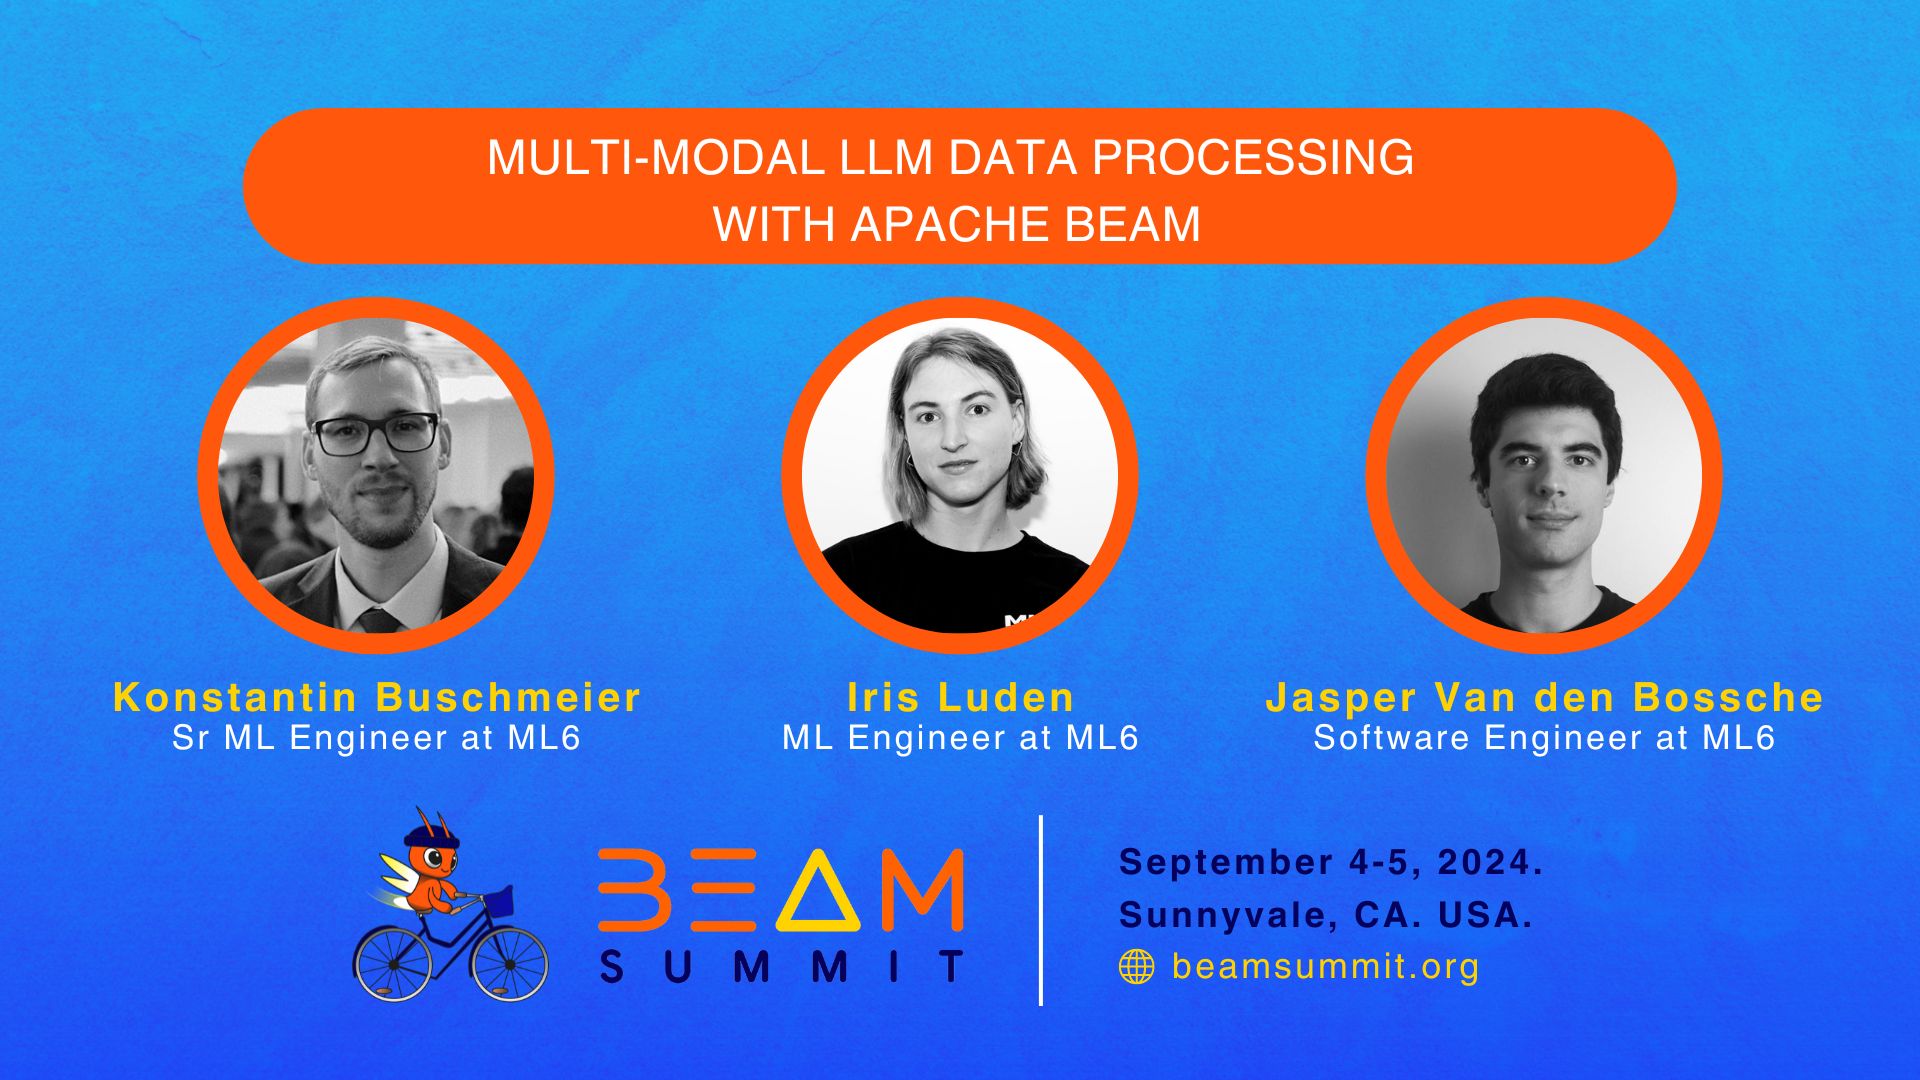 MULTI-MODAL LLM DATA PROCESSING
WITH APACHE BEAM
Konstantin Buschmeier
Sr ML Engineer at ML6
Iris Luden
ML Engineer at ML6
Jasper Van den Bossche
Software Engineer at ML6
BEAM
SUMMIT
September 4-5, 2024.
Sunnyvale, CA. USA.
beamsummit.org